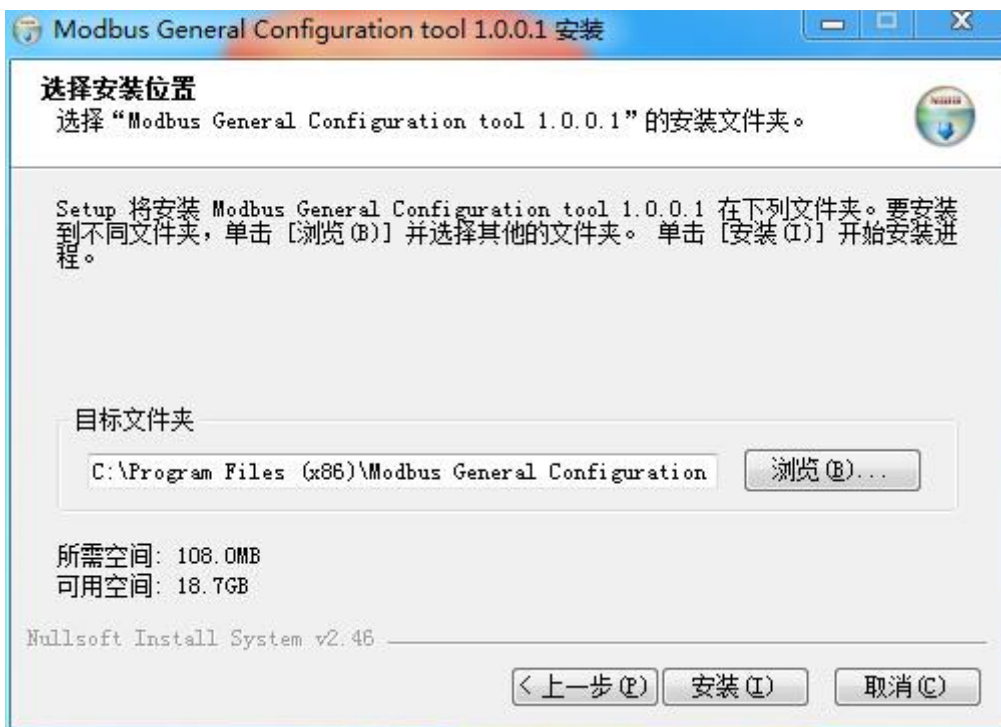 Modbus General Configuration tool 1.0.0.1 安装
选择安装位置
选择“Modbus General Configuration tool 1.0.0.1”的安装文件夹。
Setup 将安装 Modbus General Configuration tool 1.0.0.1 在下列文件夹。要安装
到不同文件夹，单击 [浏览(B)] 并选择其他的文件夹。 单击 [安装(I)] 开始安装进
程。
目标文件夹
C:\Program Files (x86)\Modbus General Configuration
浏览(B)...
所需空间: 108.0MB
可用空间: 18.7GB
Nullsoft Install System v2.46
< 上一步(P) 安装(I) 取消(C)